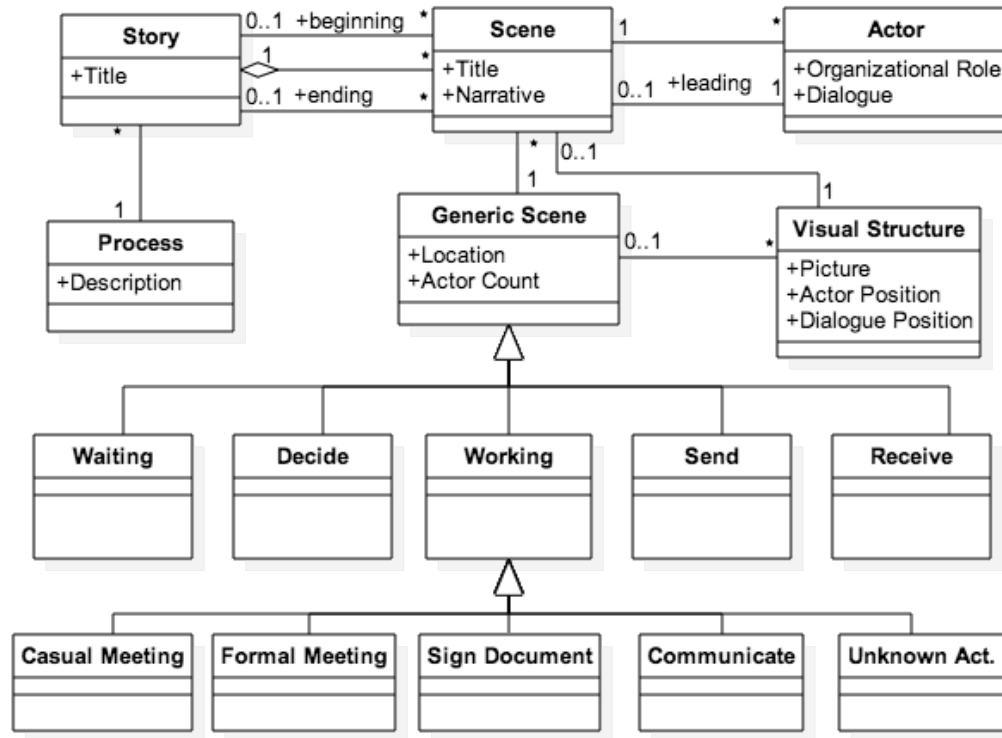 Story
+Title
0..1 +beginning *
1 *
0..1 +ending *
Scene
+Title
+Narrative
1 *
0..1 +leading 1
Actor
+Organizational Role
+Dialogue
*
1
Process
+Description
*
1
0..1
1
Generic Scene
+Location
+Actor Count
0..1 *
Visual Structure
+Picture
+Actor Position
+Dialogue Position
Waiting
Decide
Working
Send
Receive
Casual Meeting
Formal Meeting
Sign Document
Communicate
Unknown Act.